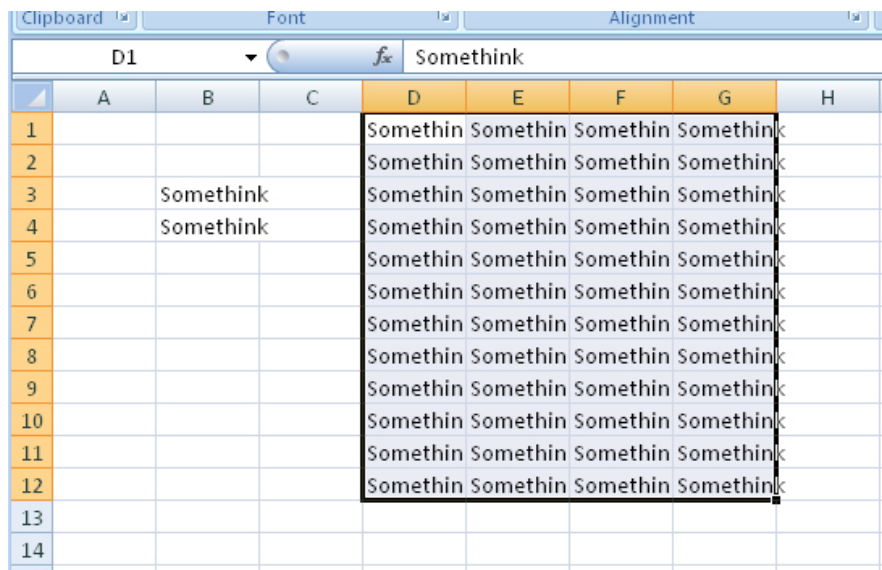 Clipboard Font Alignment
D1 fx Somethink
A B C D E F G H
1 Somethin Somethin Somethin Somethink
2 Somethin Somethin Somethin Somethink
3 Somethink Somethin Somethin Somethin Somethink
4 Somethink Somethin Somethin Somethin Somethink
5 Somethin Somethin Somethin Somethink
6 Somethin Somethin Somethin Somethink
7 Somethin Somethin Somethin Somethink
8 Somethin Somethin Somethin Somethink
9 Somethin Somethin Somethin Somethink
10 Somethin Somethin Somethin Somethink
11 Somethin Somethin Somethin Somethink
12 Somethin Somethin Somethin Somethink
13
14